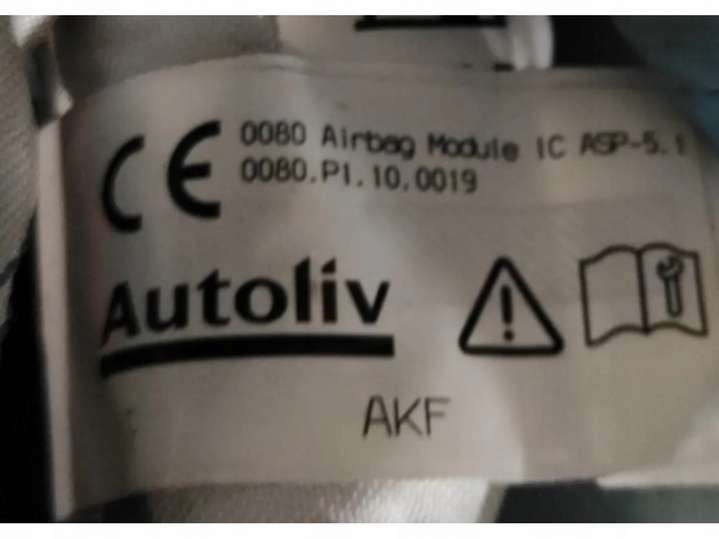 CE 0080 Airbag Module IC ASP-5.1
0080.P1.10.0019
Autoliv
AKF